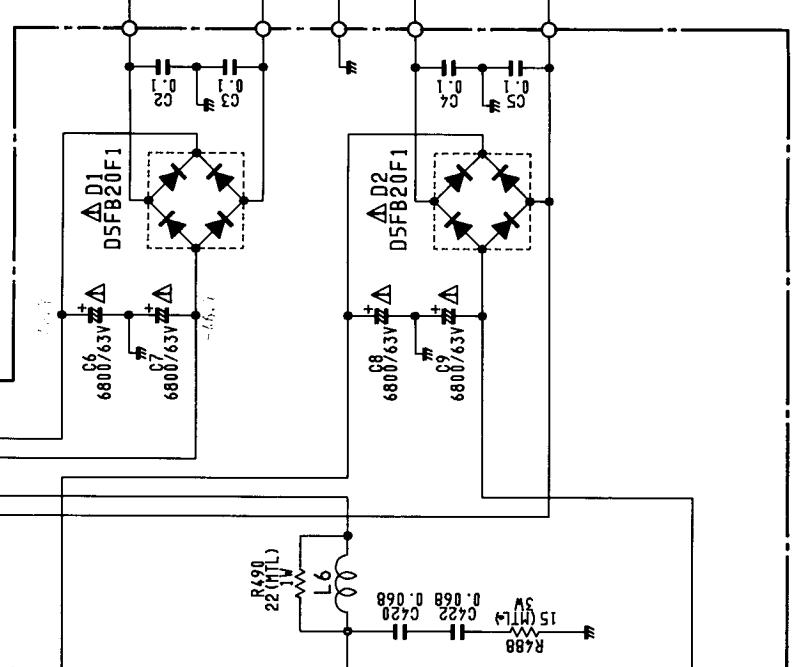 0.1
C2
0.1
C3
0.1
C4
0.1
C5
D1
D5FB20F1
D2
D5FB20F1
+
C6
6800/63V
+
C7
6800/63V
+
C8
6800/63V
+
C9
6800/63V
R490
22(MTL)
1W
L6
0.068
C420
0.068
C422
3W
R488